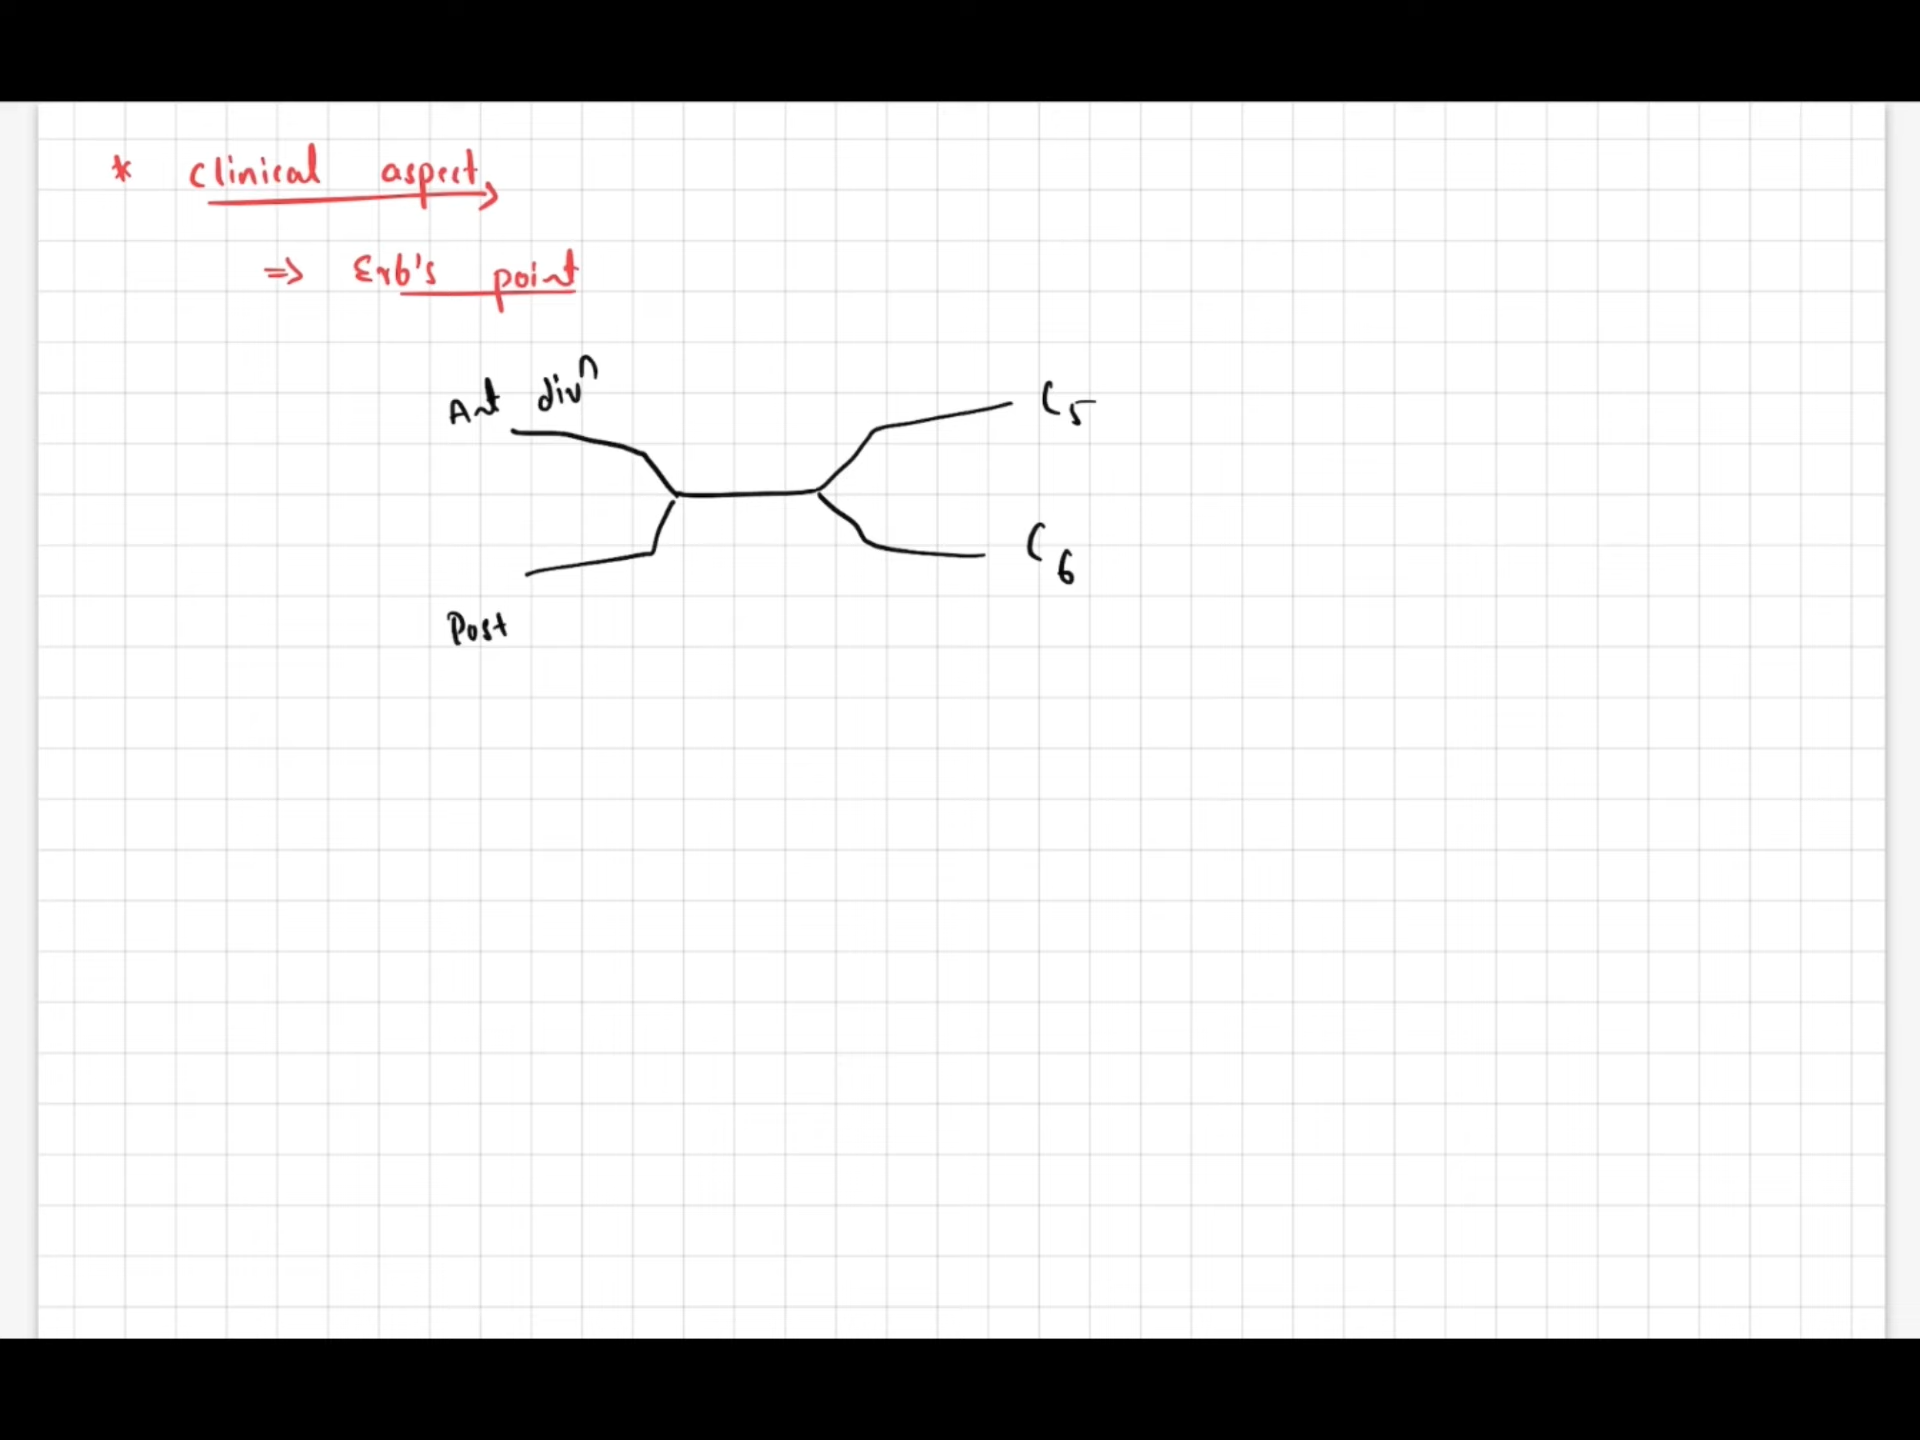 * Clinical aspect
=> Erb's point
Ant divⁿ
C₅
C₆
Post